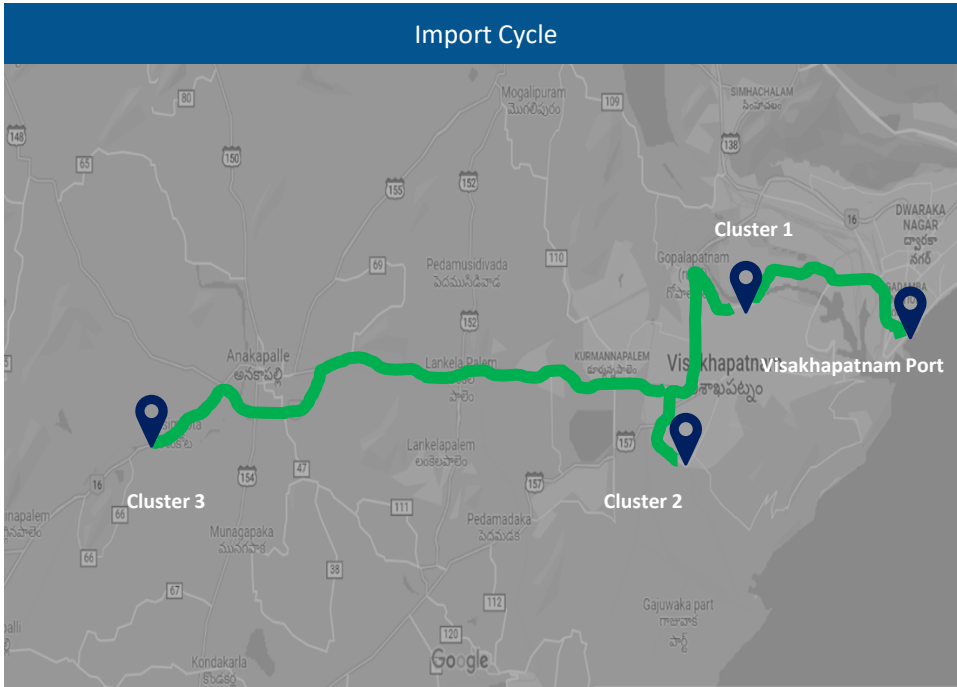 Import Cycle
Mogalipuram
మొగలిపురం
SIMHACHALAM
సింహాచలం
80
109
148
138
65
150
152
155
DWARAKA
NAGAR
ద్వారకా
నగర్
16
Cluster 1
Gopalapatnam
110
69
Pedamusidivada
పెదముసిడివాడ
152
Anakapalle
అనకాపల్లి
Lankela Palem
పాలెం
KURMANNAPALEM
కూర్మన్నపాలెం
Visakhapatnam
Visakhapatnam Port
157
Lankelapalem
లంకెలపాలెం
47
154
16
157
Cluster 3
Cluster 2
66
111
Munagapaka
మునగపాక
Pedamadaka
పెదమడక
66
38
67
112
Gajuwaka part
గాజువాక
పార్ట్
120
Kondakarla
కొండకర్ల
Google